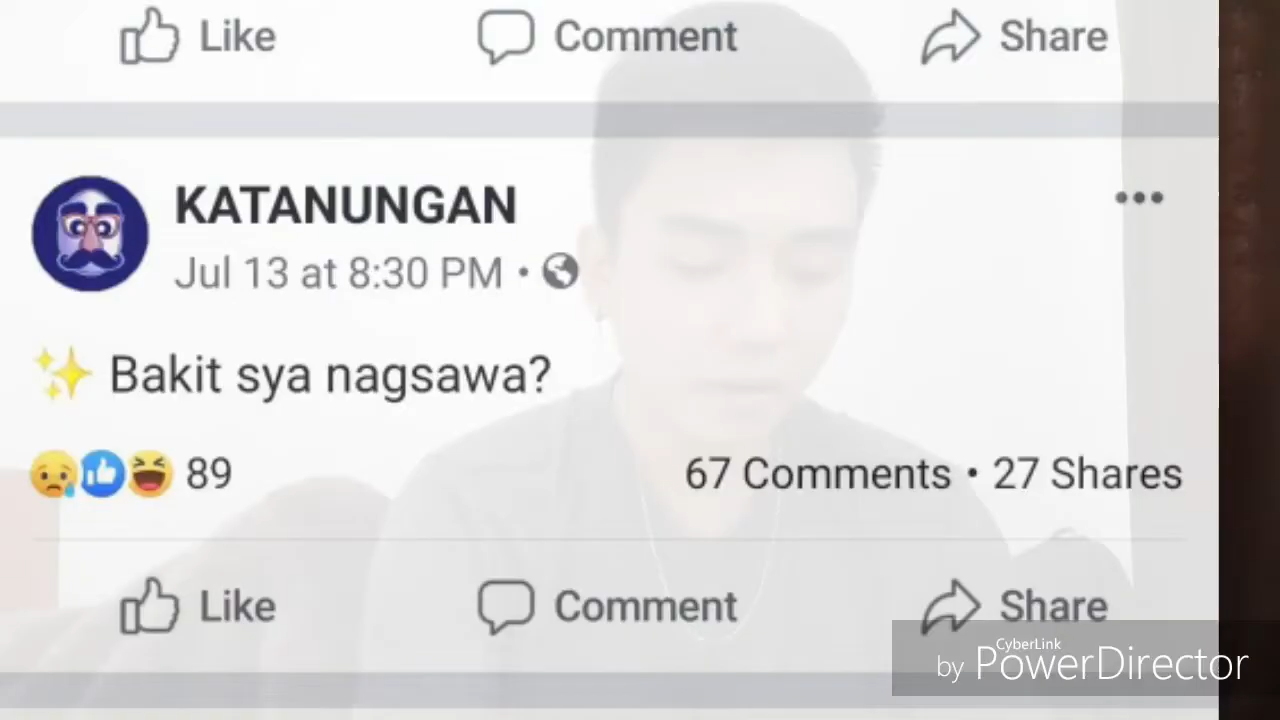 Like Comment Share
KATANUNGAN
Jul 13 at 8:30 PM •
✨ Bakit sya nagsawa?
89 67 Comments • 27 Shares
Like Comment Share
CyberLink
by PowerDirector